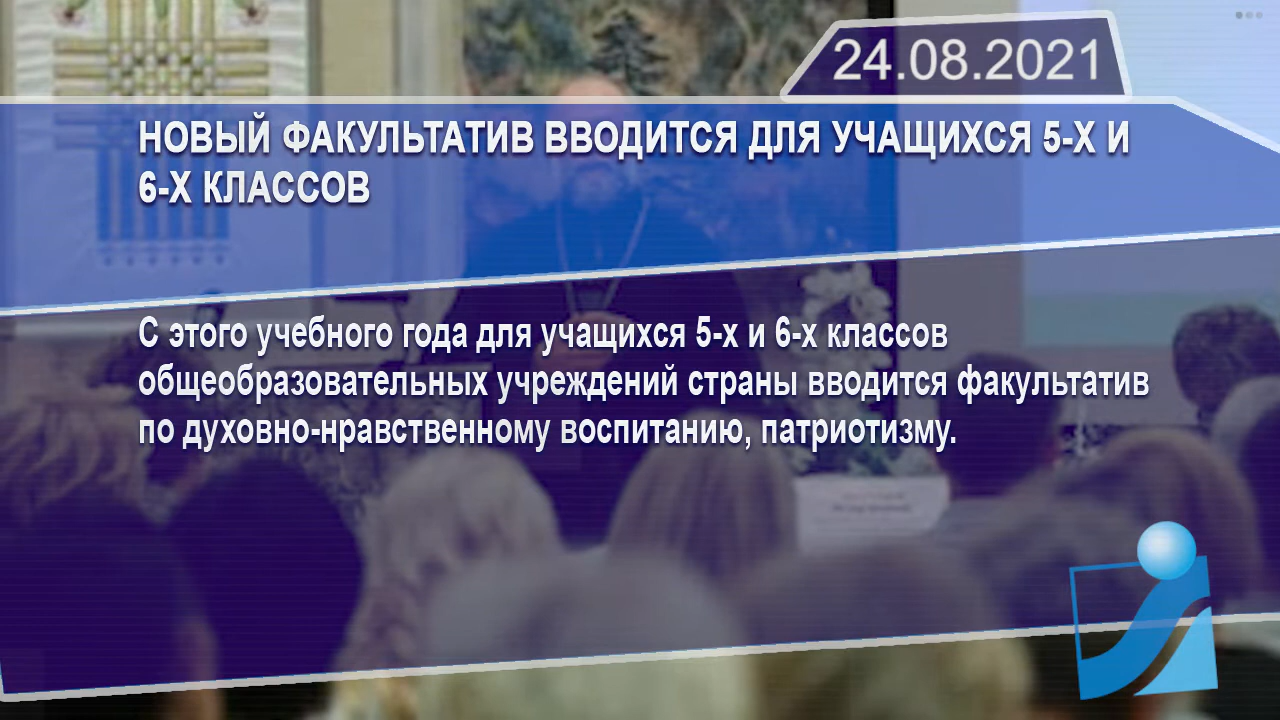 24.08.2021
НОВЫЙ ФАКУЛЬТАТИВ ВВОДИТСЯ ДЛЯ УЧАЩИХСЯ 5-Х И
6-Х КЛАССОВ
С этого учебного года для учащихся 5-х и 6-х классов
общеобразовательных учреждений страны вводится факультатив
по духовно-нравственному воспитанию, патриотизму.